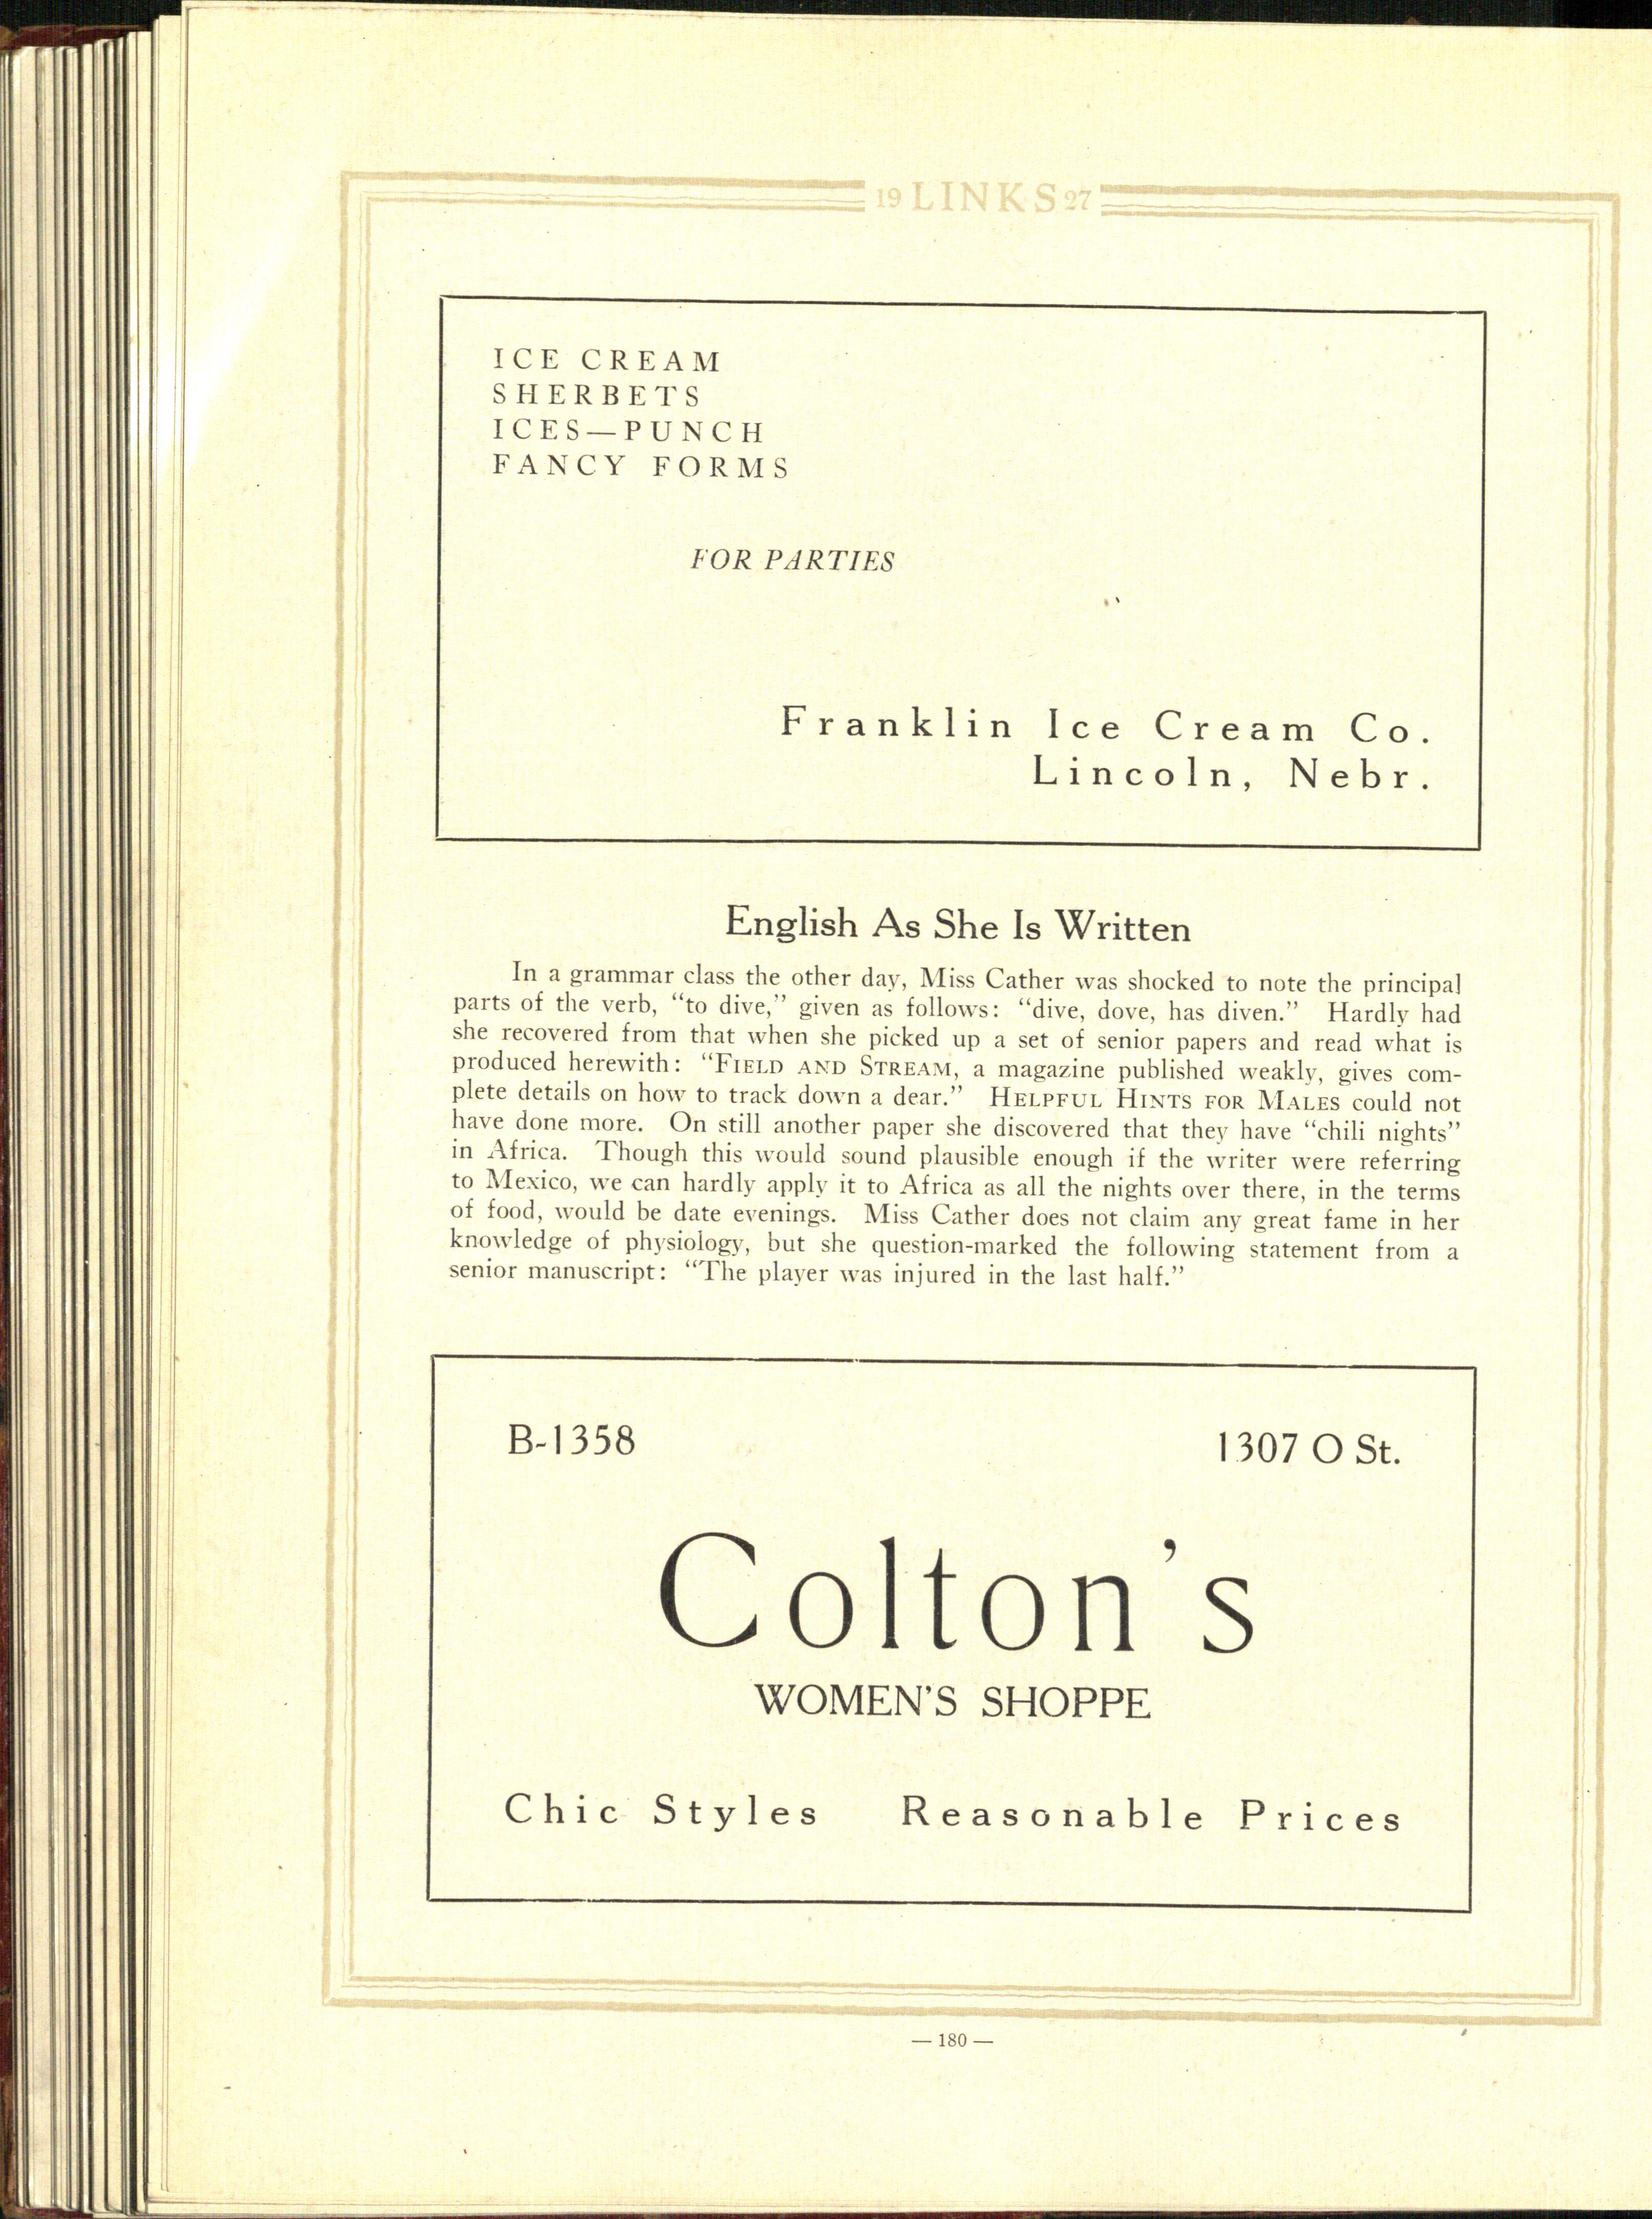 19 LINKS 27
ICE CREAM
SHERBETS
ICES—PUNCH
FANCY FORMS
FOR PARTIES
Franklin Ice Cream Co.
Lincoln, Nebr.
English As She Is Written
In a grammar class the other day, Miss Cather was shocked to note the principal
parts of the verb, “to dive,” given as follows: “dive, dove, has diven.” Hardly had
she recovered from that when she picked up a set of senior papers and read what is
produced herewith: “FIELD AND STREAM, a magazine published weakly, gives com-
plete details on how to track down a dear.” HELPFUL HINTS FOR MALES could not
have done more. On still another paper she discovered that they have “chili nights”
in Africa. Though this would sound plausible enough if the writer were referring
to Mexico, we can hardly apply it to Africa as all the nights over there, in the terms
of food, would be date evenings. Miss Cather does not claim any great fame in her
knowledge of physiology, but she question-marked the following statement from a
senior manuscript: “The player was injured in the last half.”
B-1358 1307 O St.
Colton's
WOMEN'S SHOPPE
Chic Styles Reasonable Prices
— 180 —